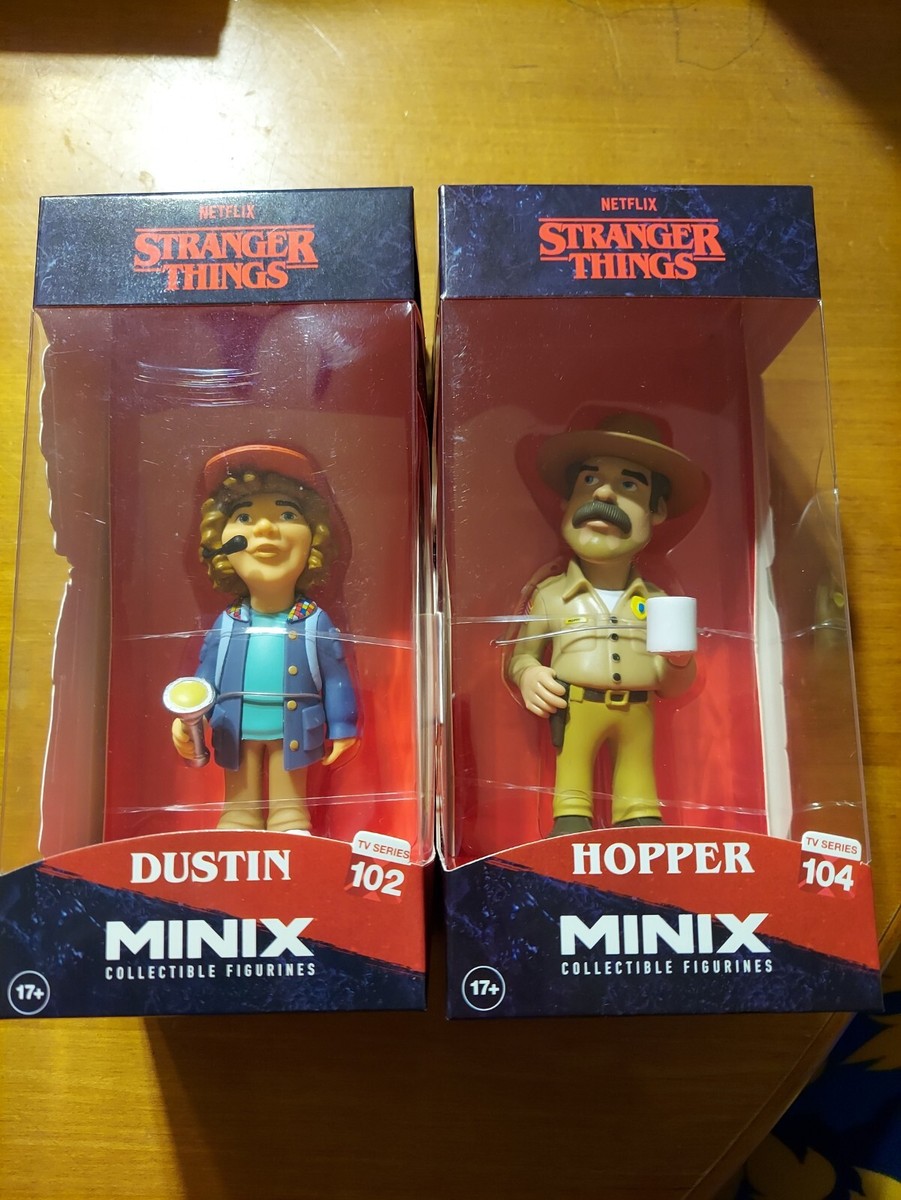 NETFLIX
STRANGER
THINGS
DUSTIN
TV SERIES
102
MINIX
COLLECTIBLE FIGURINES
17+
NETFLIX
STRANGER
THINGS
HOPPER
TV SERIES
104
MINIX
COLLECTIBLE FIGURINES
17+